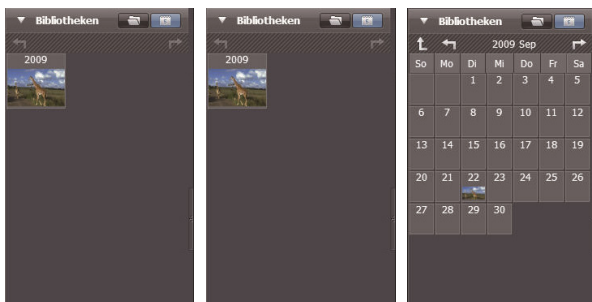 Bibliotheken
2009
Bibliotheken
2009
Bibliotheken
2009 Sep
So Mo Di Mi Do Fr Sa
1 2 3 4 5
6 7 8 9 10 11 12
13 14 15 16 17 18 19
20 21 22 23 24 25 26
27 28 29 30